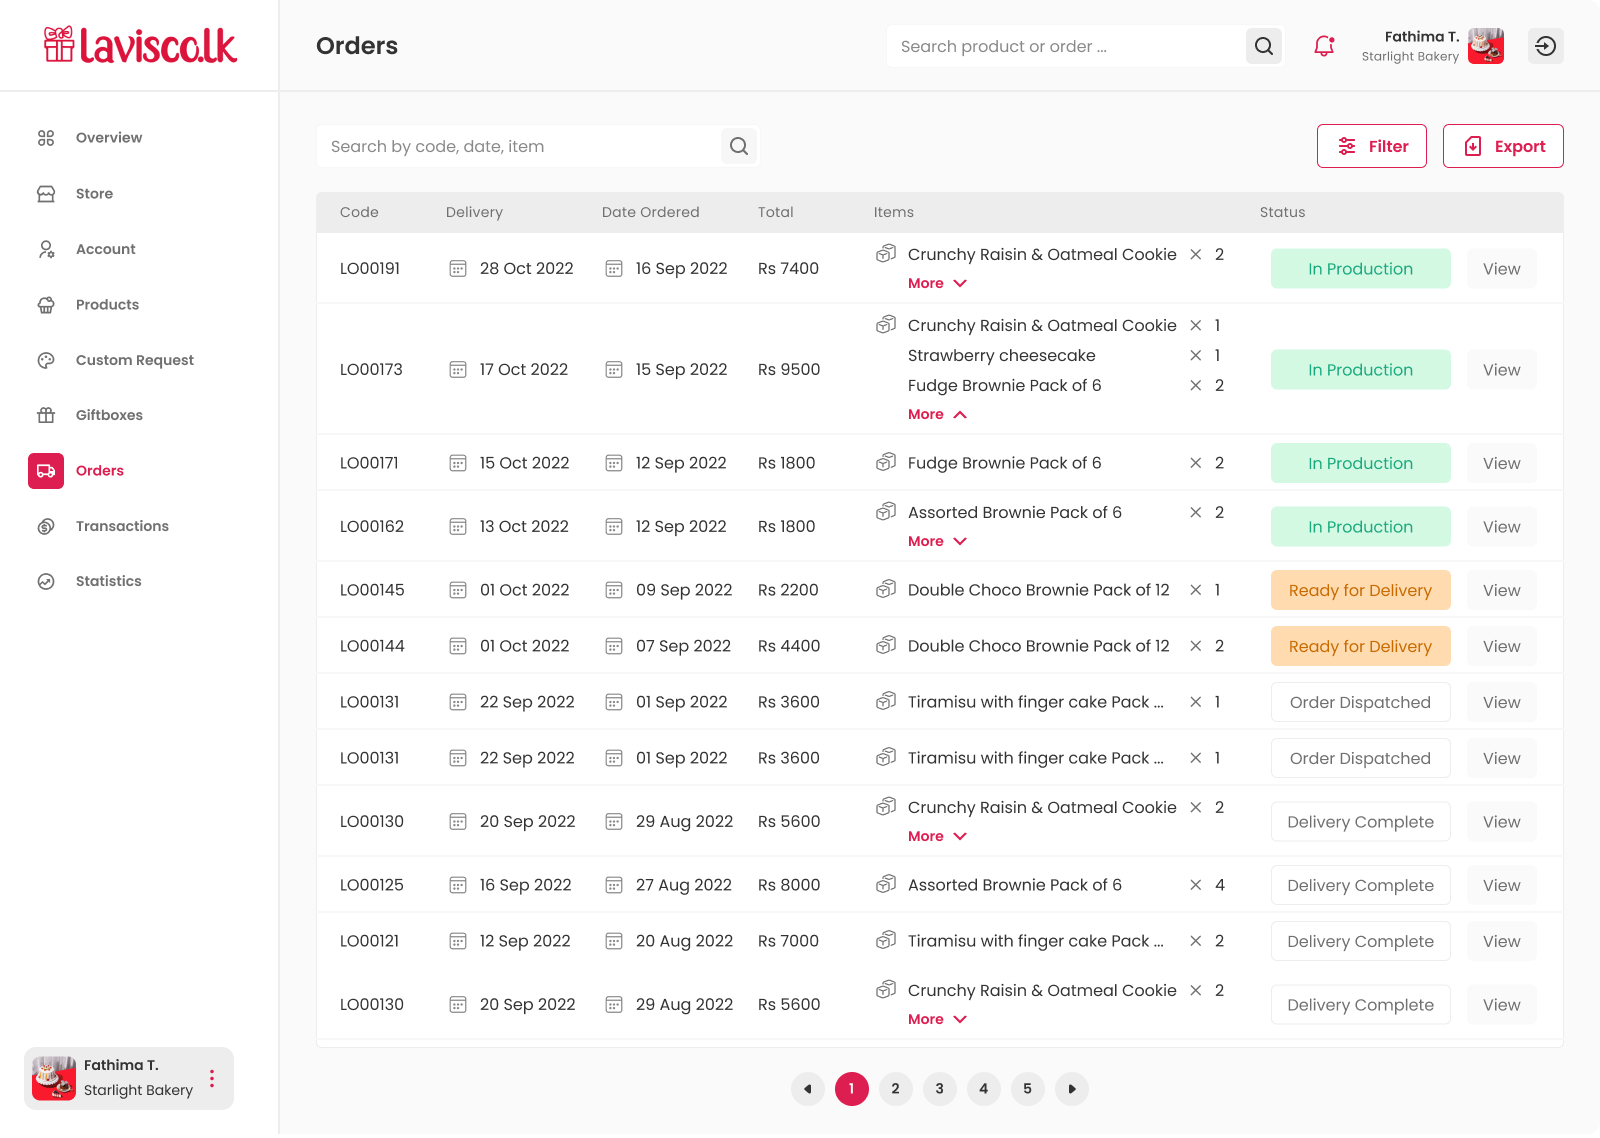 lavisco.lk
Orders
Search product or order ...
Fathima T.
Starlight Bakery
Overview
Store
Account
Products
Custom Request
Giftboxes
Orders
Transactions
Statistics
Fathima T.
Starlight Bakery
Search by code, date, item
Filter
Export
Code Delivery Date Ordered Total Items Status
LO00191 28 Oct 2022 16 Sep 2022 Rs 7400 Crunchy Raisin & Oatmeal Cookie × 2 In Production View
More
LO00173 17 Oct 2022 15 Sep 2022 Rs 9500 Crunchy Raisin & Oatmeal Cookie × 1 In Production View
Strawberry cheesecake × 1
Fudge Brownie Pack of 6 × 2
More
LO00171 15 Oct 2022 12 Sep 2022 Rs 1800 Fudge Brownie Pack of 6 × 2 In Production View
LO00162 13 Oct 2022 12 Sep 2022 Rs 1800 Assorted Brownie Pack of 6 × 2 In Production View
More
LO00145 01 Oct 2022 09 Sep 2022 Rs 2200 Double Choco Brownie Pack of 12 × 1 Ready for Delivery View
LO00144 01 Oct 2022 07 Sep 2022 Rs 4400 Double Choco Brownie Pack of 12 × 2 Ready for Delivery View
LO00131 22 Sep 2022 01 Sep 2022 Rs 3600 Tiramisu with finger cake Pack ... × 1 Order Dispatched View
LO00131 22 Sep 2022 01 Sep 2022 Rs 3600 Tiramisu with finger cake Pack ... × 1 Order Dispatched View
LO00130 20 Sep 2022 29 Aug 2022 Rs 5600 Crunchy Raisin & Oatmeal Cookie × 2 Delivery Complete View
More
LO00125 16 Sep 2022 27 Aug 2022 Rs 8000 Assorted Brownie Pack of 6 × 4 Delivery Complete View
LO00121 12 Sep 2022 20 Aug 2022 Rs 7000 Tiramisu with finger cake Pack ... × 2 Delivery Complete View
LO00130 20 Sep 2022 29 Aug 2022 Rs 5600 Crunchy Raisin & Oatmeal Cookie × 2 Delivery Complete View
More
1 2 3 4 5